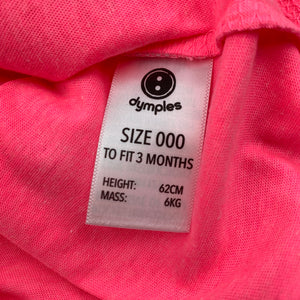 dymples
SIZE 000
TO FIT 3 MONTHS
HEIGHT: 62CM
MASS: 6KG